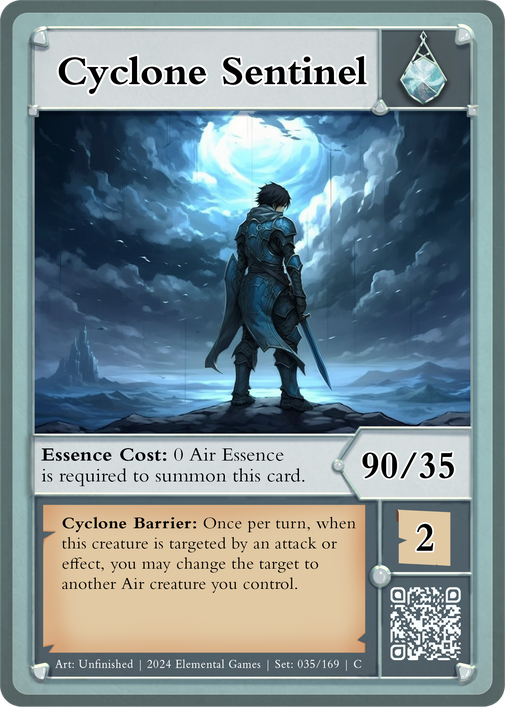 Cyclone Sentinel
Essence Cost: 0 Air Essence
is required to summon this card.
90/35
Cyclone Barrier: Once per turn, when
this creature is targeted by an attack or
effect, you may change the target to
another Air creature you control.
2
Art: Unfinished | 2024 Elemental Games | Set: 035/169 | C